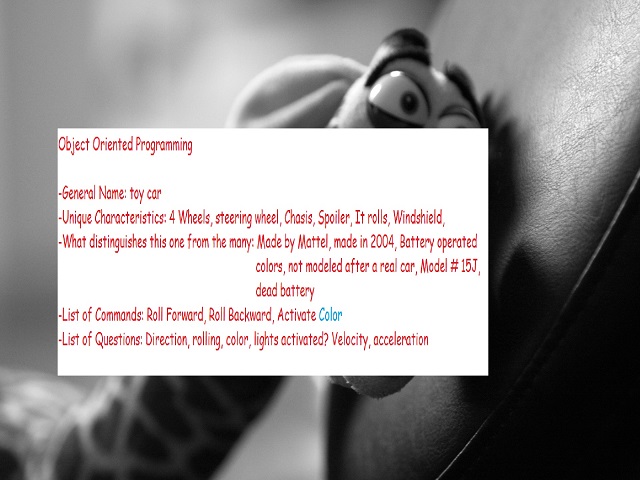 Object Oriented Programming
-General Name: toy car
-Unique Characteristics: 4 Wheels, steering wheel, Chasis, Spoiler, It rolls, Windshield,
-What distinguishes this one from the many: Made by Mattel, made in 2004, Battery operated
colors, not modeled after a real car, Model # 15J,
dead battery
-List of Commands: Roll Forward, Roll Backward, Activate Color
-List of Questions: Direction, rolling, color, lights activated? Velocity, acceleration